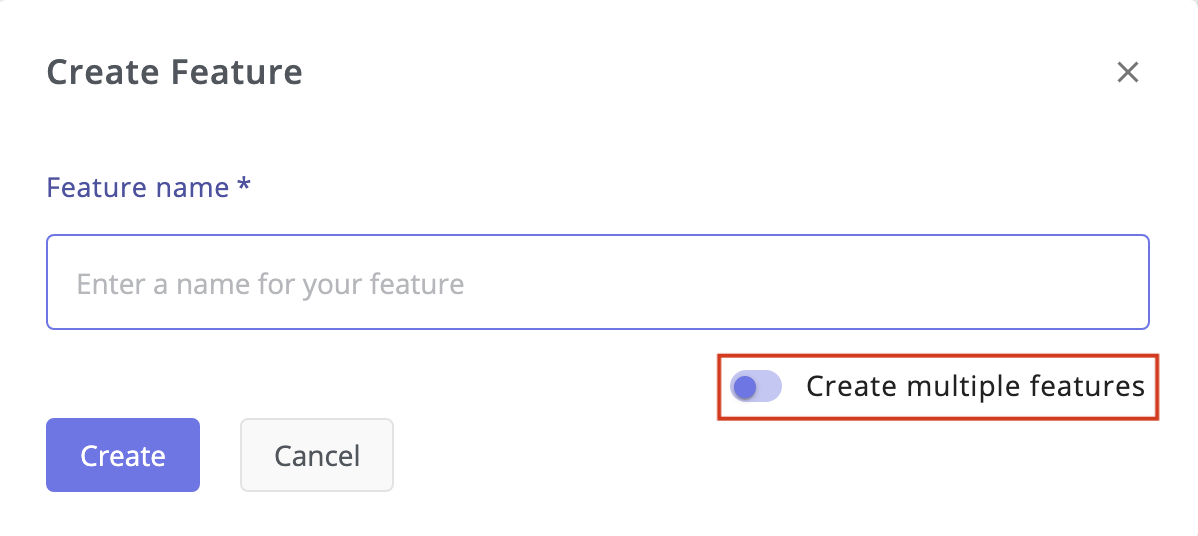 Create Feature
Feature name *
Enter a name for your feature
Create multiple features
Create
Cancel